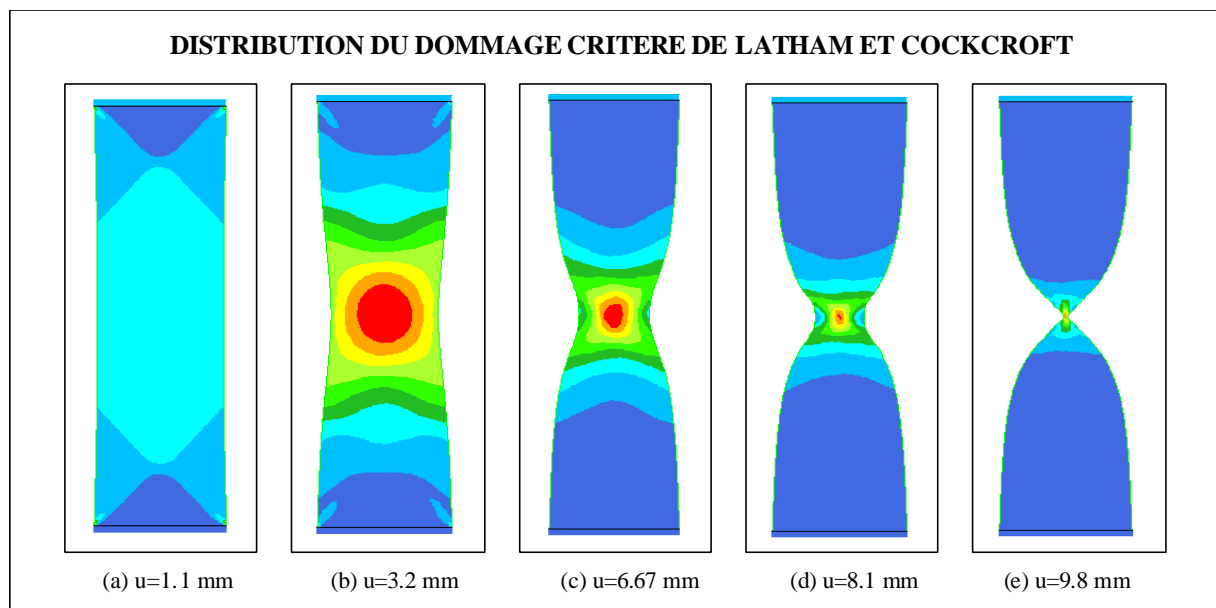 DISTRIBUTION DU DOMMAGE CRITERE DE LATHAM ET COCKCROFT
(a) u=1.1 mm
(b) u=3.2 mm
(c) u=6.67 mm
(d) u=8.1 mm
(e) u=9.8 mm